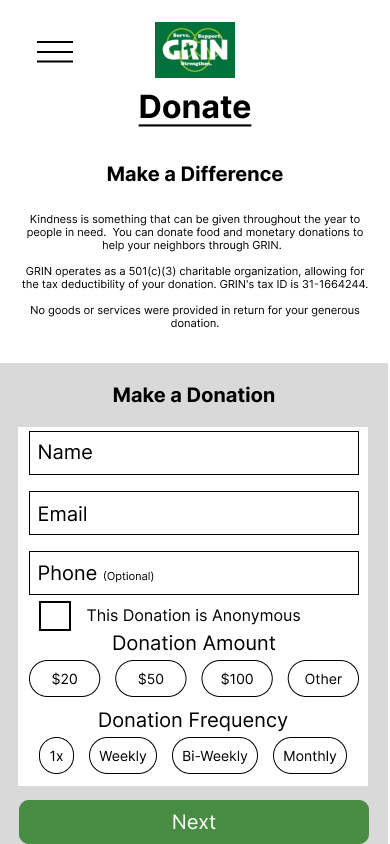 Serve. Support.
GRIN
Strengthen.
Donate
Make a Difference
Kindness is something that can be given throughout the year to
people in need.  You can donate food and monetary donations to
help your neighbors through GRIN.
GRIN operates as a 501(c)(3) charitable organization, allowing for
the tax deductibility of your donation. GRIN's tax ID is 31-1664244.
No goods or services were provided in return for your generous
donation.
Make a Donation
Name
Email
Phone (Optional)
This Donation is Anonymous
Donation Amount
$20 $50 $100 Other
Donation Frequency
1x Weekly Bi-Weekly Monthly
Next